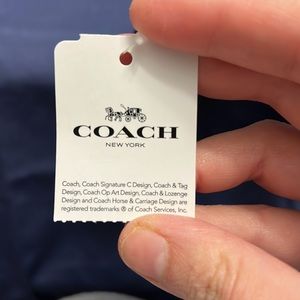 COACH
NEW YORK
Coach, Coach Signature C Design, Coach & Tag
Design, Coach Op Art Design, Coach & Lozenge
Design and Coach Horse & Carriage Design are
registered trademarks ® of Coach Services, Inc.